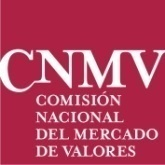 CNMV
COMISIÓN
NACIONAL
DEL MERCADO
DE VALORES